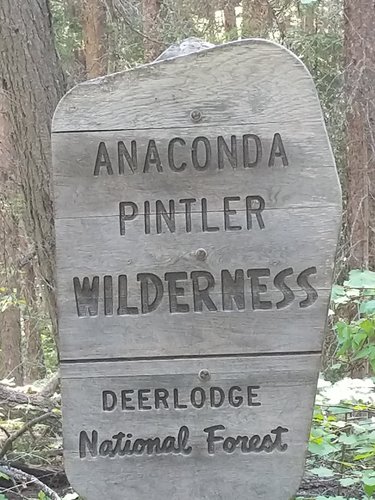 ANACONDA
PINTLER
WILDERNESS
DEERLODGE
National Forest